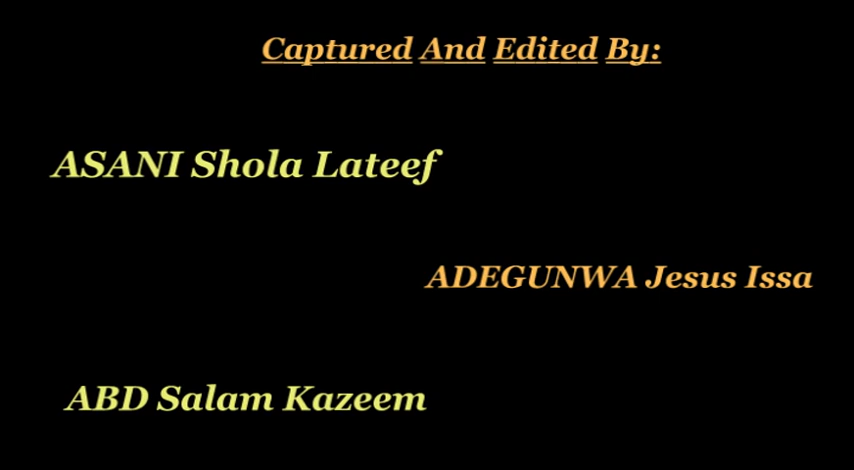 Captured And Edited By:
ASANI Shola Lateef
ADEGUNWA Jesus Issa
ABD Salam Kazeem